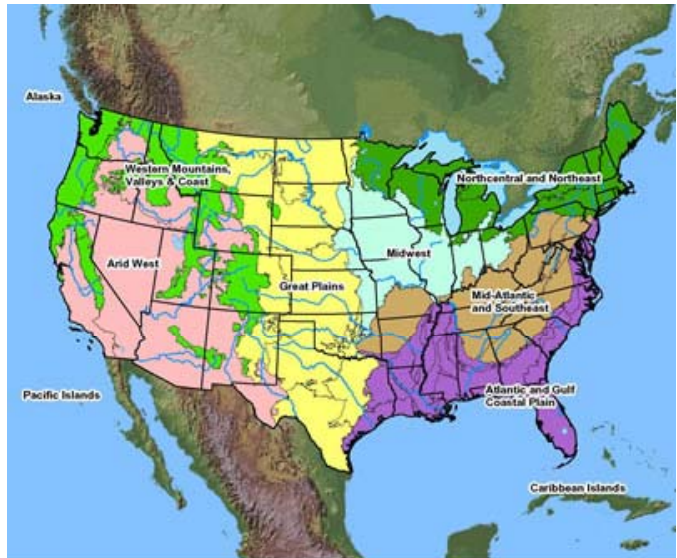 Alaska
Western Mountains,
Valleys & Coast
Northcentral and Northeast
Arid West
Midwest
Great Plains
Mid-Atlantic
and Southeast
Pacific Islands
Atlantic and Gulf
Coastal Plain
Caribbean Islands